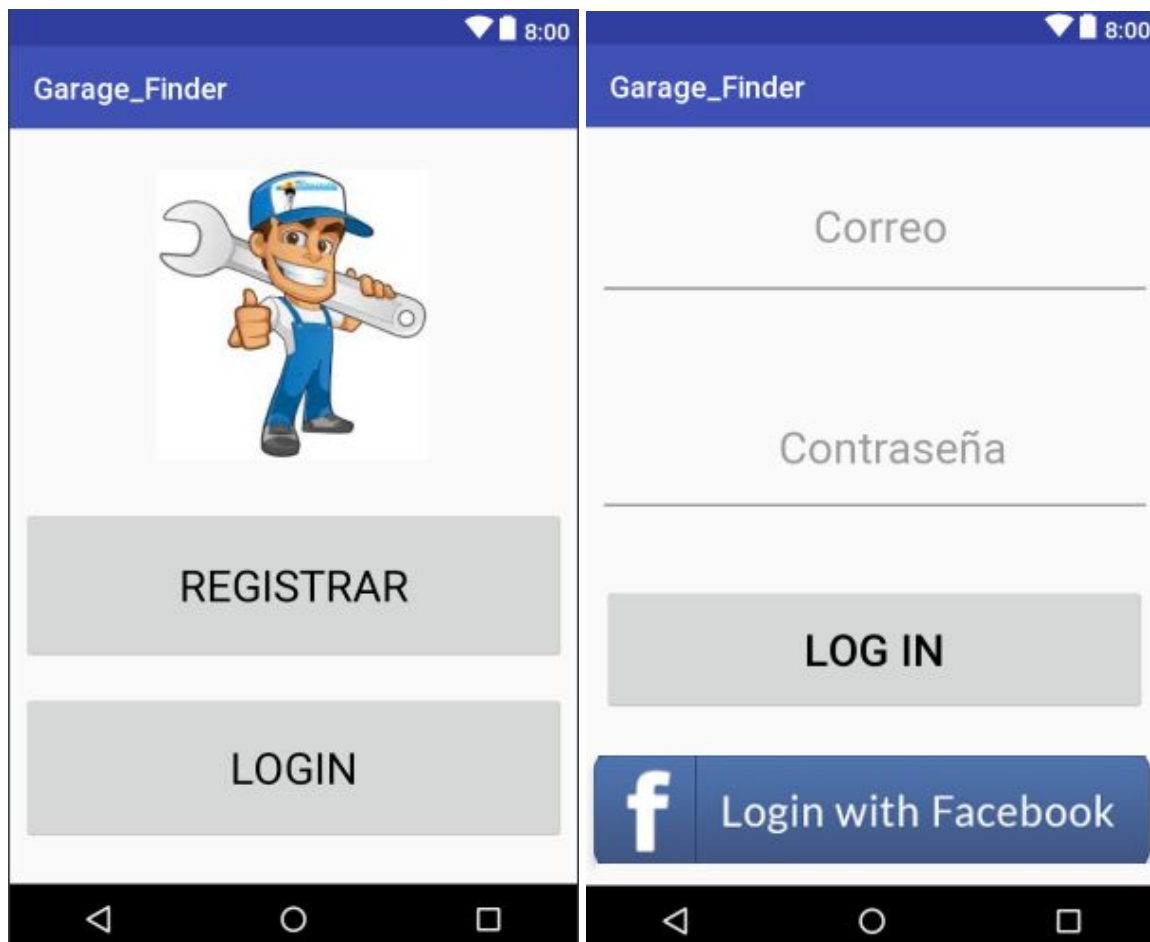 8:00
Garage_Finder
REGISTRAR
LOGIN
8:00
Garage_Finder
Correo
Contraseña
LOG IN
f Login with Facebook